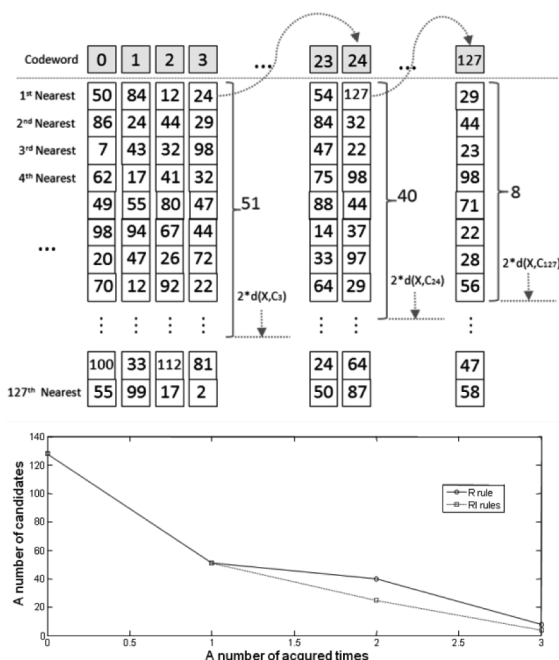 Codeword 0 1 2 3 ... 23 24 ... 127
1st Nearest 50 84 12 24 54 127 29
2nd Nearest 86 24 44 29 84 32 44
3rd Nearest 7 43 32 98 47 22 23
4th Nearest 62 17 41 32 75 98 98
49 55 80 47 51 88 44 40 71 8
... 98 94 67 44 14 37 22
20 47 26 72 33 97 28
70 12 92 22 64 29 56
2*d(X,C3) 2*d(X,C24) 2*d(X,C127)
100 33 112 81 24 64 47
127th Nearest 55 99 17 2 50 87 58
140
120
100
80
60
40
20
0
A number of candidates
R rule
RI rules
0 0.5 1 1.5 2 2.5 3
A number of acqured times